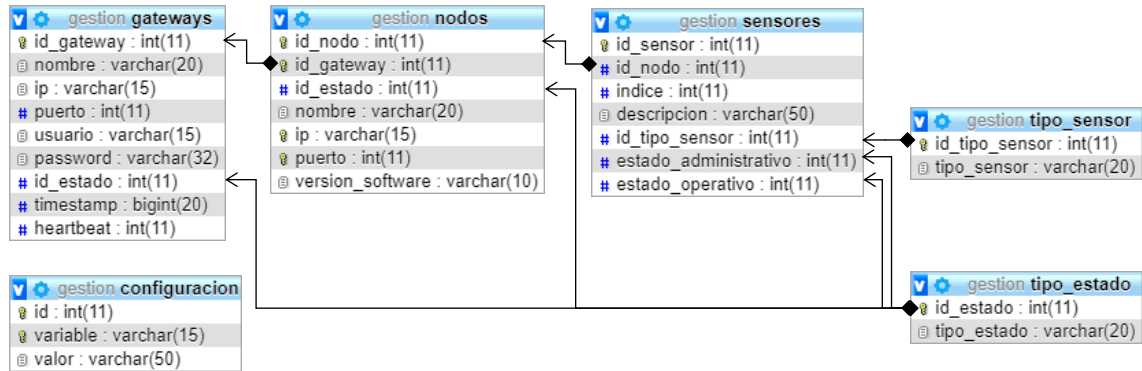 gestion gateways
id_gateway : int(11)
nombre : varchar(20)
ip : varchar(15)
# puerto : int(11)
usuario : varchar(15)
password : varchar(32)
# id_estado : int(11)
# timestamp : bigint(20)
# heartbeat : int(11)
gestion nodos
id_nodo : int(11)
id_gateway : int(11)
# id_estado : int(11)
nombre : varchar(20)
ip : varchar(15)
puerto : int(11)
version_software : varchar(10)
gestion sensores
id_sensor : int(11)
# id_nodo : int(11)
# indice : int(11)
descripcion : varchar(50)
# id_tipo_sensor : int(11)
# estado_administrativo : int(11)
# estado_operativo : int(11)
gestion tipo_sensor
id_tipo_sensor : int(11)
tipo_sensor : varchar(20)
gestion configuracion
id : int(11)
variable : varchar(15)
valor : varchar(50)
gestion tipo_estado
id_estado : int(11)
tipo_estado : varchar(20)